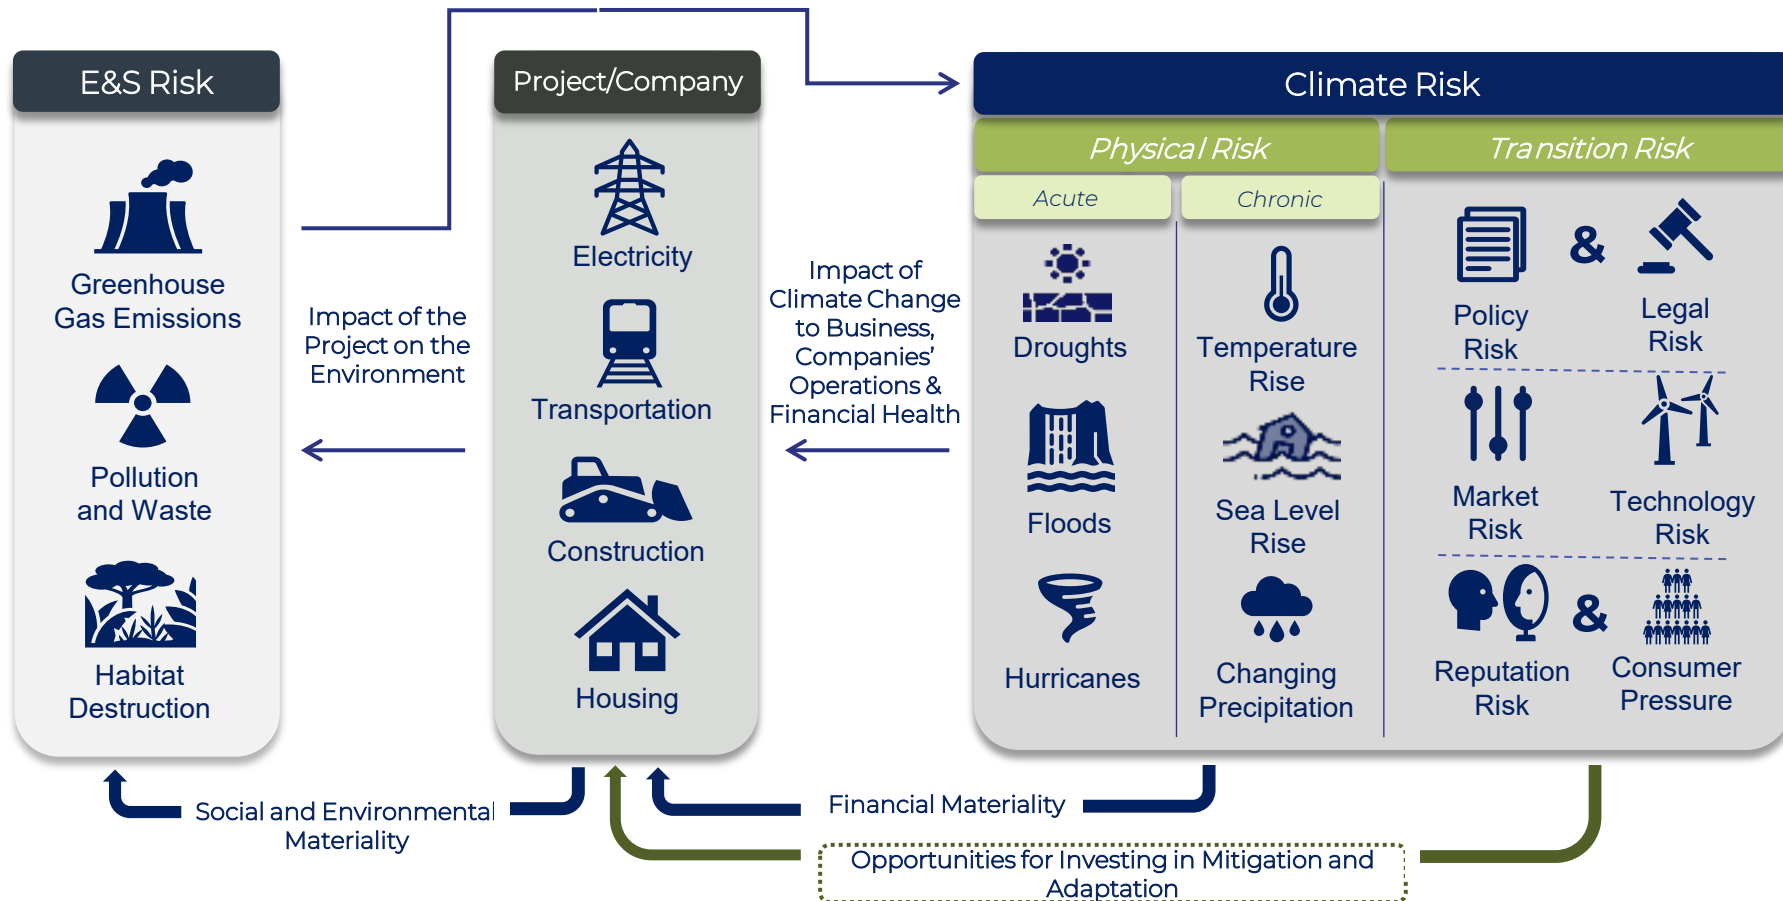 E&S Risk
Greenhouse
Gas Emissions
Pollution
and Waste
Habitat
Destruction
Impact of the
Project on the
Environment
Project/Company
Electricity
Transportation
Construction
Housing
Impact of
Climate Change
to Business,
Companies’
Operations &
Financial Health
Climate Risk
Physical Risk
Acute
Droughts
Floods
Hurricanes
Chronic
Temperature
Rise
Sea Level
Rise
Changing
Precipitation
Transition Risk
Policy
Risk
&
Legal
Risk
Market
Risk
Technology
Risk
Reputation
Risk
&
Consumer
Pressure
Social and Environmental
Materiality
Financial Materiality
Opportunities for Investing in Mitigation and
Adaptation